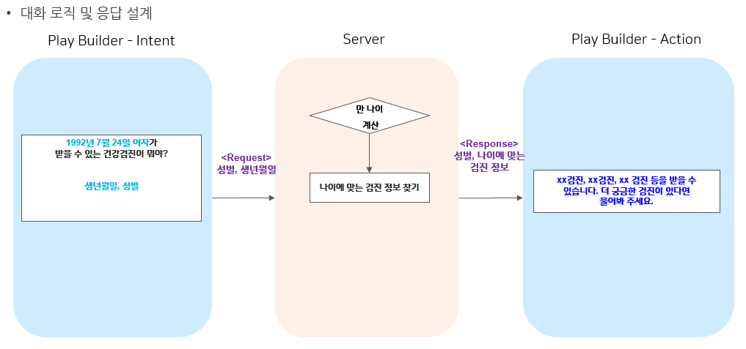 • 대화 로직 및 응답 설계
Play Builder - Intent
Server
Play Builder - Action
1992년 7월 24일 여자가
받을 수 있는 건강검진이 뭐야?
생년월일, 성별
<Request>
성별, 생년월일
만 나이
계산
나이에 맞는 검진 정보 찾기
<Response>
성별, 나이에 맞는
검진 정보
xx검진, xx검진, xx 검진 등을 받을 수
있습니다. 더 궁금한 검진이 있다면
물어봐 주세요.